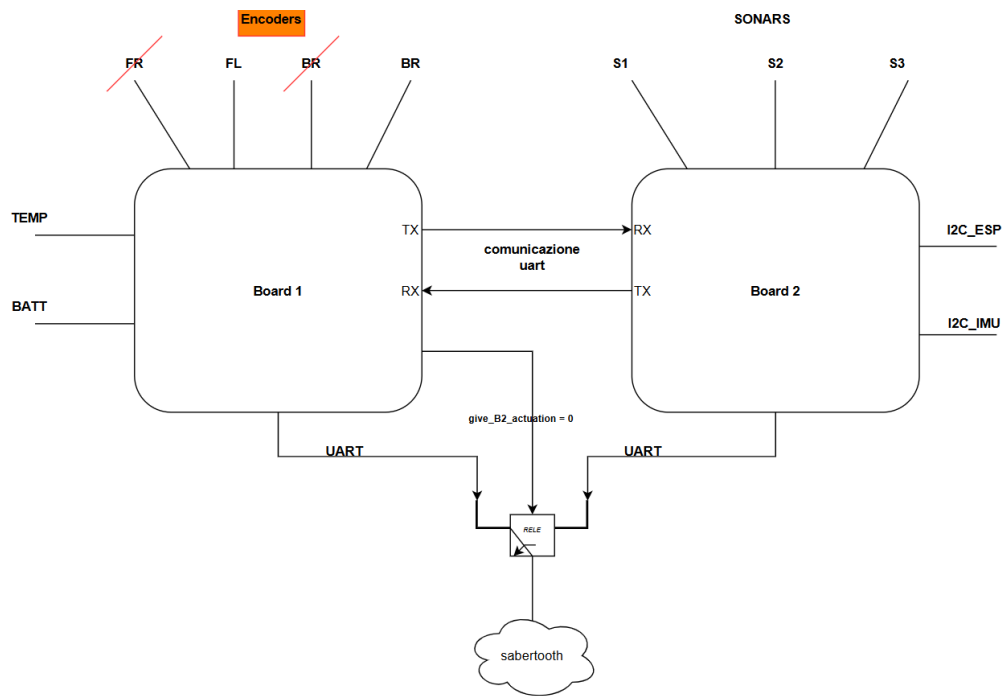 Encoders
SONARS
FR
FL
BR
BR
S1
S2
S3
TEMP
BATT
TX
RX
Board 1
comunicazione
uart
RX
TX
Board 2
I2C_ESP
I2C_IMU
give_B2_actuation = 0
UART
UART
RELE
sabertooth